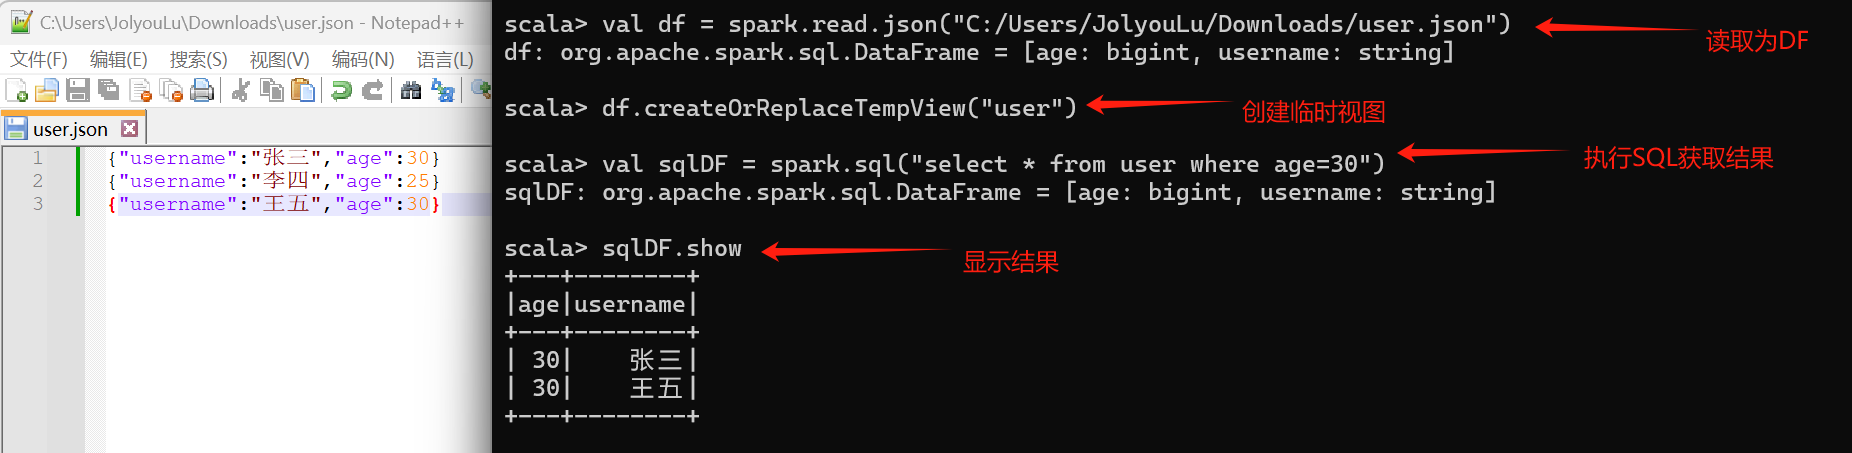 C:\Users\JolyouLu\Downloads\user.json - Notepad++
文件(F) 编辑(E) 搜索(S) 视图(V) 编码(N) 语言(L)
user.json
1 {"username":"张三","age":30}
2 {"username":"李四","age":25}
3 {"username":"王五","age":30}
scala> val df = spark.read.json("C:/Users/JolyouLu/Downloads/user.json")
读取为DF
df: org.apache.spark.sql.DataFrame = [age: bigint, username: string]
scala> df.createOrReplaceTempView("user")
创建临时视图
scala> val sqlDF = spark.sql("select * from user where age=30")
执行SQL获取结果
sqlDF: org.apache.spark.sql.DataFrame = [age: bigint, username: string]
scala> sqlDF.show
显示结果
+---+--------+
|age|username|
+---+--------+
| 30|    张三|
| 30|    王五|
+---+--------+